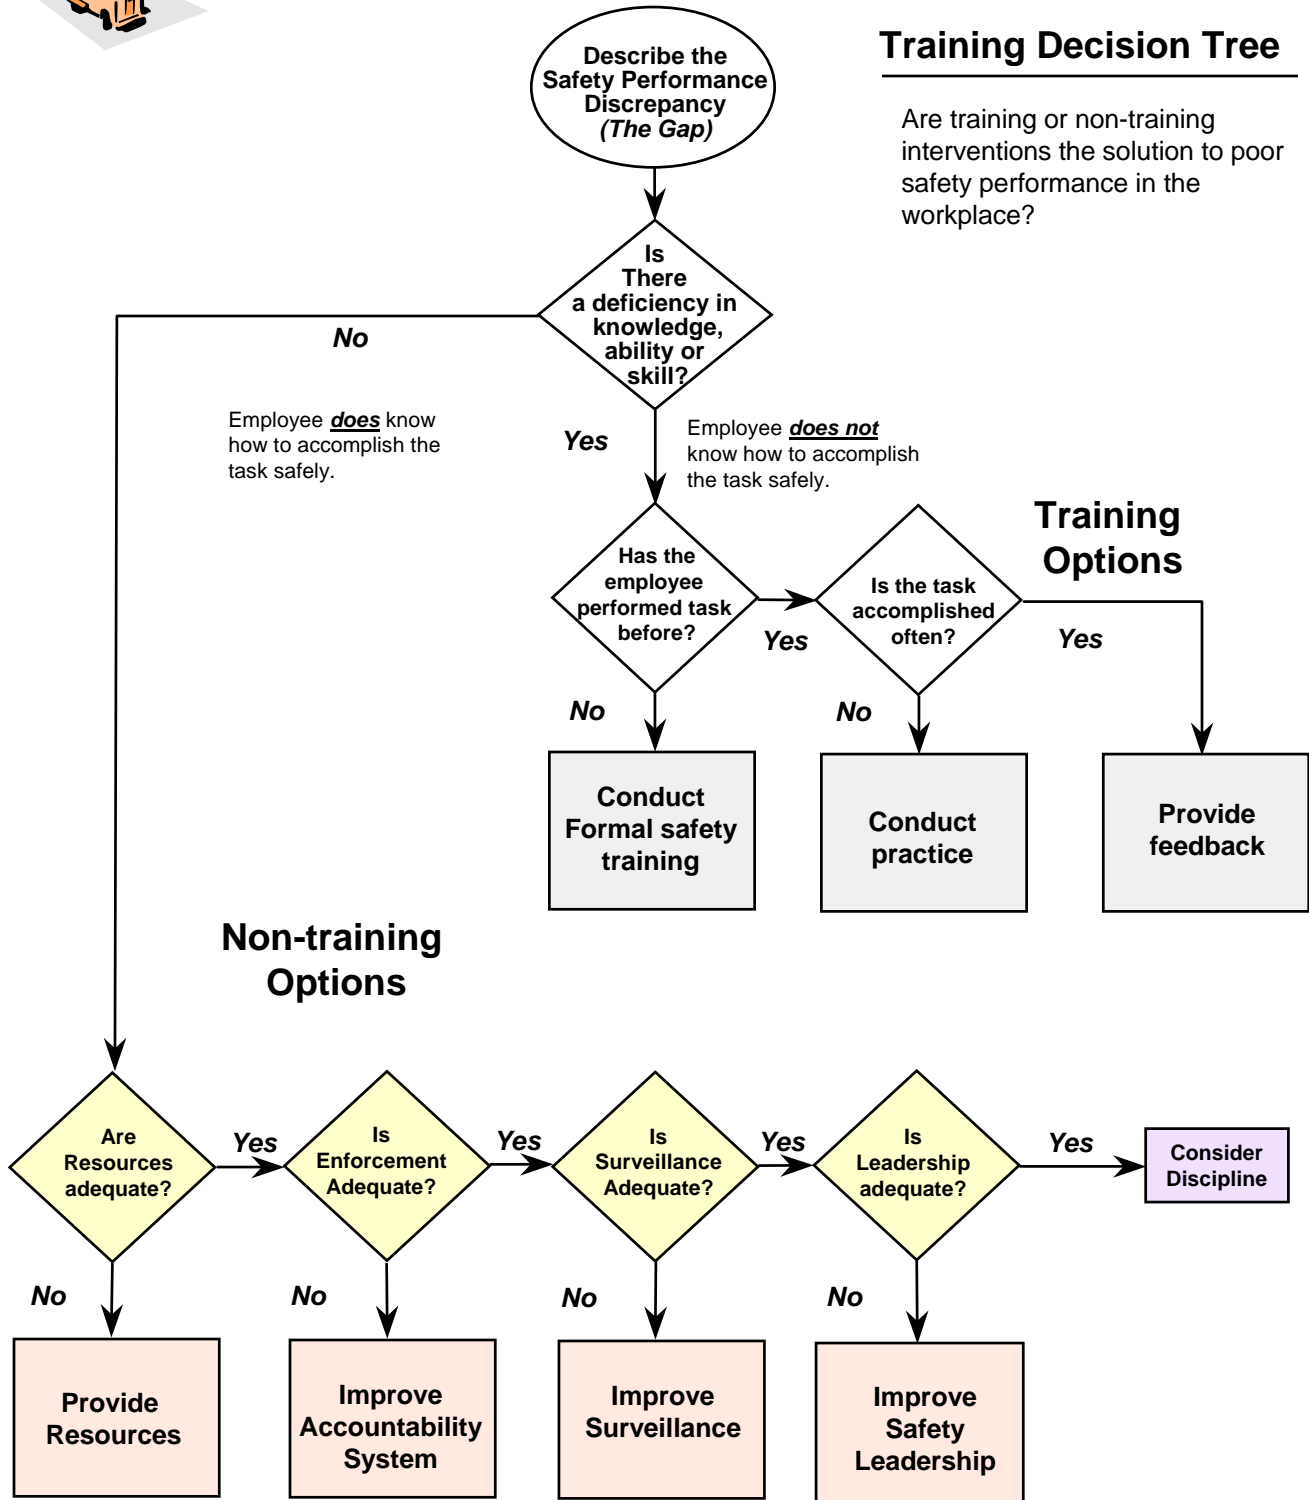 Training Decision Tree
Are training or non-training
interventions the solution to poor
safety performance in the
workplace?
Describe the
Safety Performance
Discrepancy
(The Gap)
Is
There
a deficiency in
knowledge,
ability or
skill?
No
Employee does know
how to accomplish the
task safely.
Yes
Employee does not
know how to accomplish
the task safely.
Training
Options
Has the
employee
performed task
before?
Yes
Is the task
accomplished
often?
Yes
No
No
Conduct
Formal safety
training
Conduct
practice
Provide
feedback
Non-training
Options
Are
Resources
adequate?
Yes
Is
Enforcement
Adequate?
Yes
Is
Surveillance
Adequate?
Yes
Is
Leadership
adequate?
Yes
Consider
Discipline
No
No
No
No
Provide
Resources
Improve
Accountability
System
Improve
Surveillance
Improve
Safety
Leadership